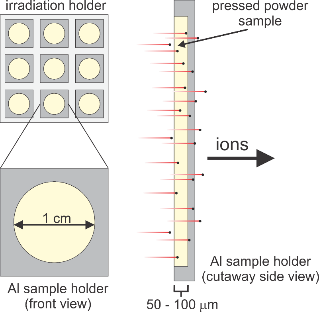 irradiation holder
pressed powder
sample
ions
1 cm
Al sample holder
(front view)
Al sample holder
(cutaway side view)
50 - 100 μm